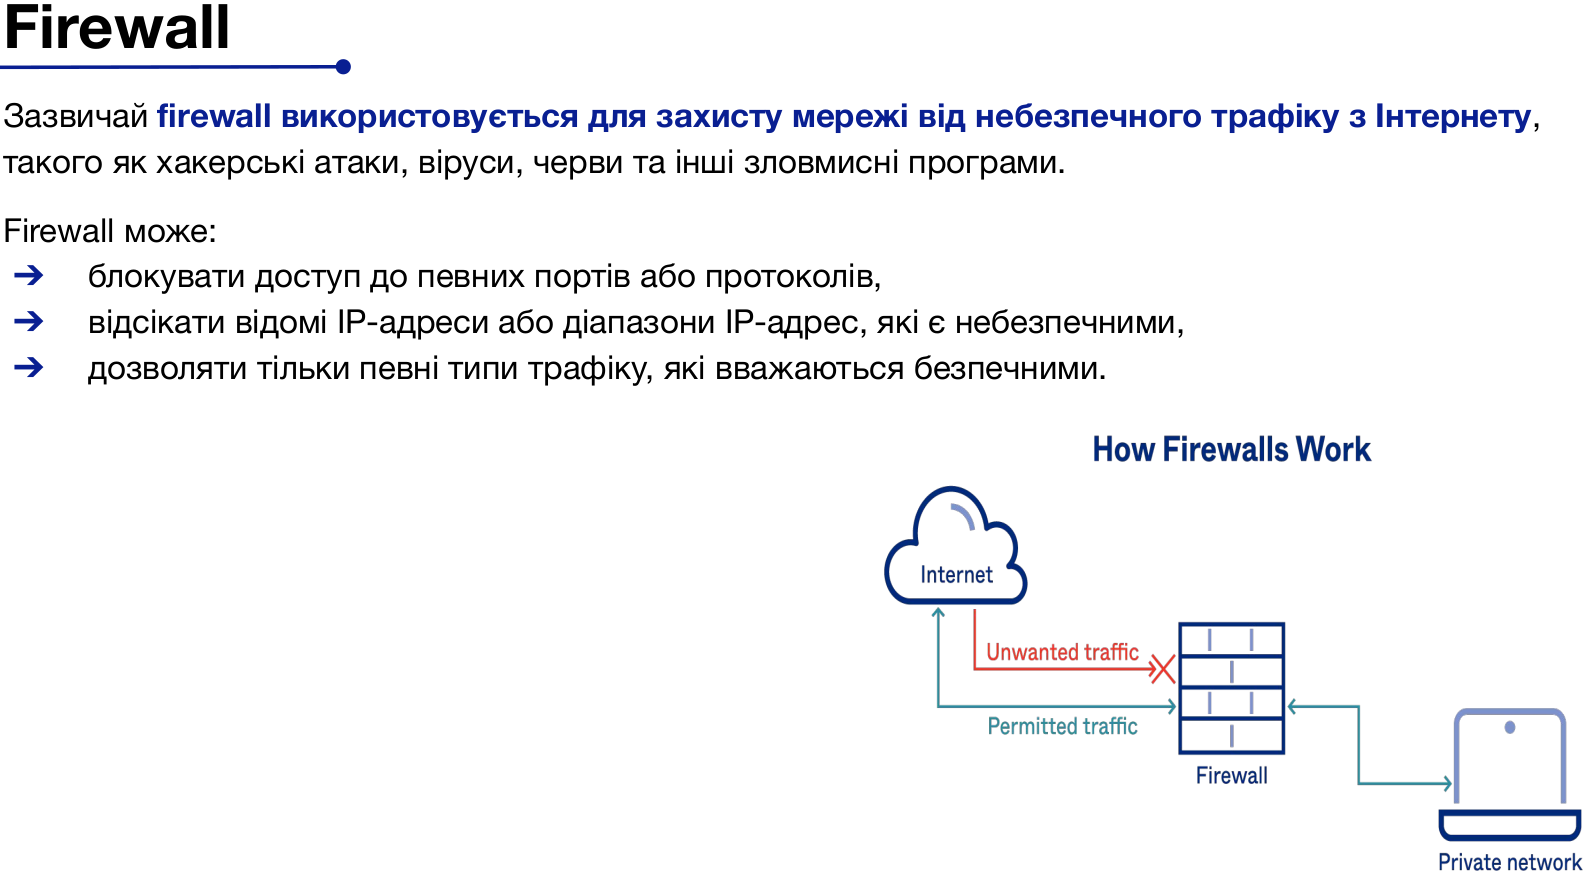 Firewall
Зазвичай firewall використовується для захисту мережі від небезпечного трафіку з Інтернету,
такого як хакерські атаки, віруси, черви та інші зловмисні програми.
Firewall може:
➔ блокувати доступ до певних портів або протоколів,
➔ відсікати відомі IP-адреси або діапазони IP-адрес, які є небезпечними,
➔ дозволяти тільки певні типи трафіку, які вважаються безпечними.
How Firewalls Work
Internet
Unwanted traffic
Permitted traffic
Firewall
Private network